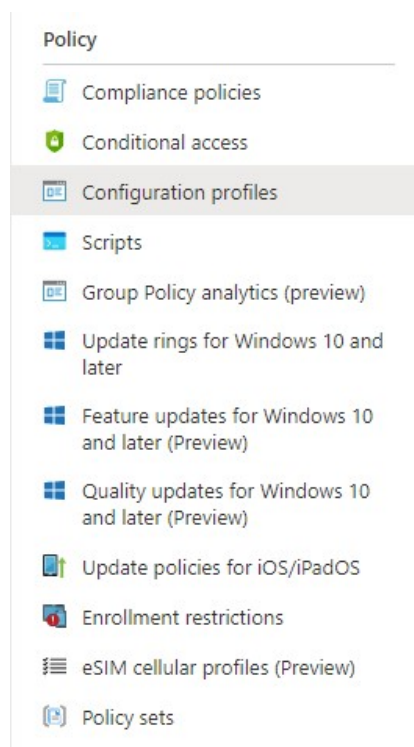 Policy
Compliance policies
Conditional access
Configuration profiles
Scripts
Group Policy analytics (preview)
Update rings for Windows 10 and
later
Feature updates for Windows 10
and later (Preview)
Quality updates for Windows 10
and later (Preview)
Update policies for iOS/iPadOS
Enrollment restrictions
eSIM cellular profiles (Preview)
Policy sets